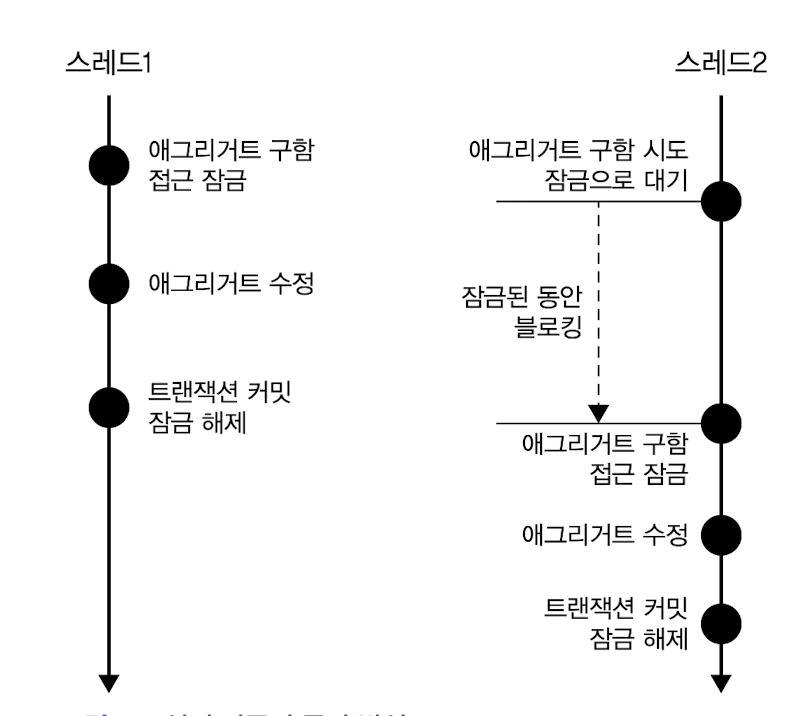 스레드1
애그리거트 구함
접근 잠금
애그리거트 수정
트랜잭션 커밋
잠금 해제
스레드2
애그리거트 구함 시도
잠금으로 대기
잠금된 동안
블로킹
애그리거트 구함
접근 잠금
애그리거트 수정
트랜잭션 커밋
잠금 해제